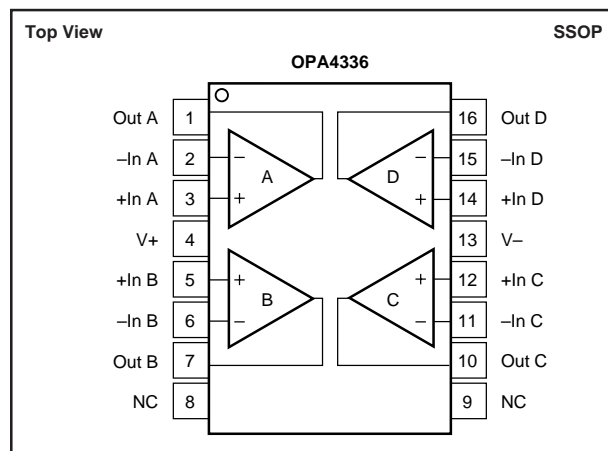 Top View SSOP
OPA4336
Out A 1 16 Out D
–In A 2 – – 15 –In D
A D
+In A 3 + + 14 +In D
V+ 4 13 V–
+In B 5 + + 12 +In C
B C
–In B 6 – – 11 –In C
Out B 7 10 Out C
NC 8 9 NC